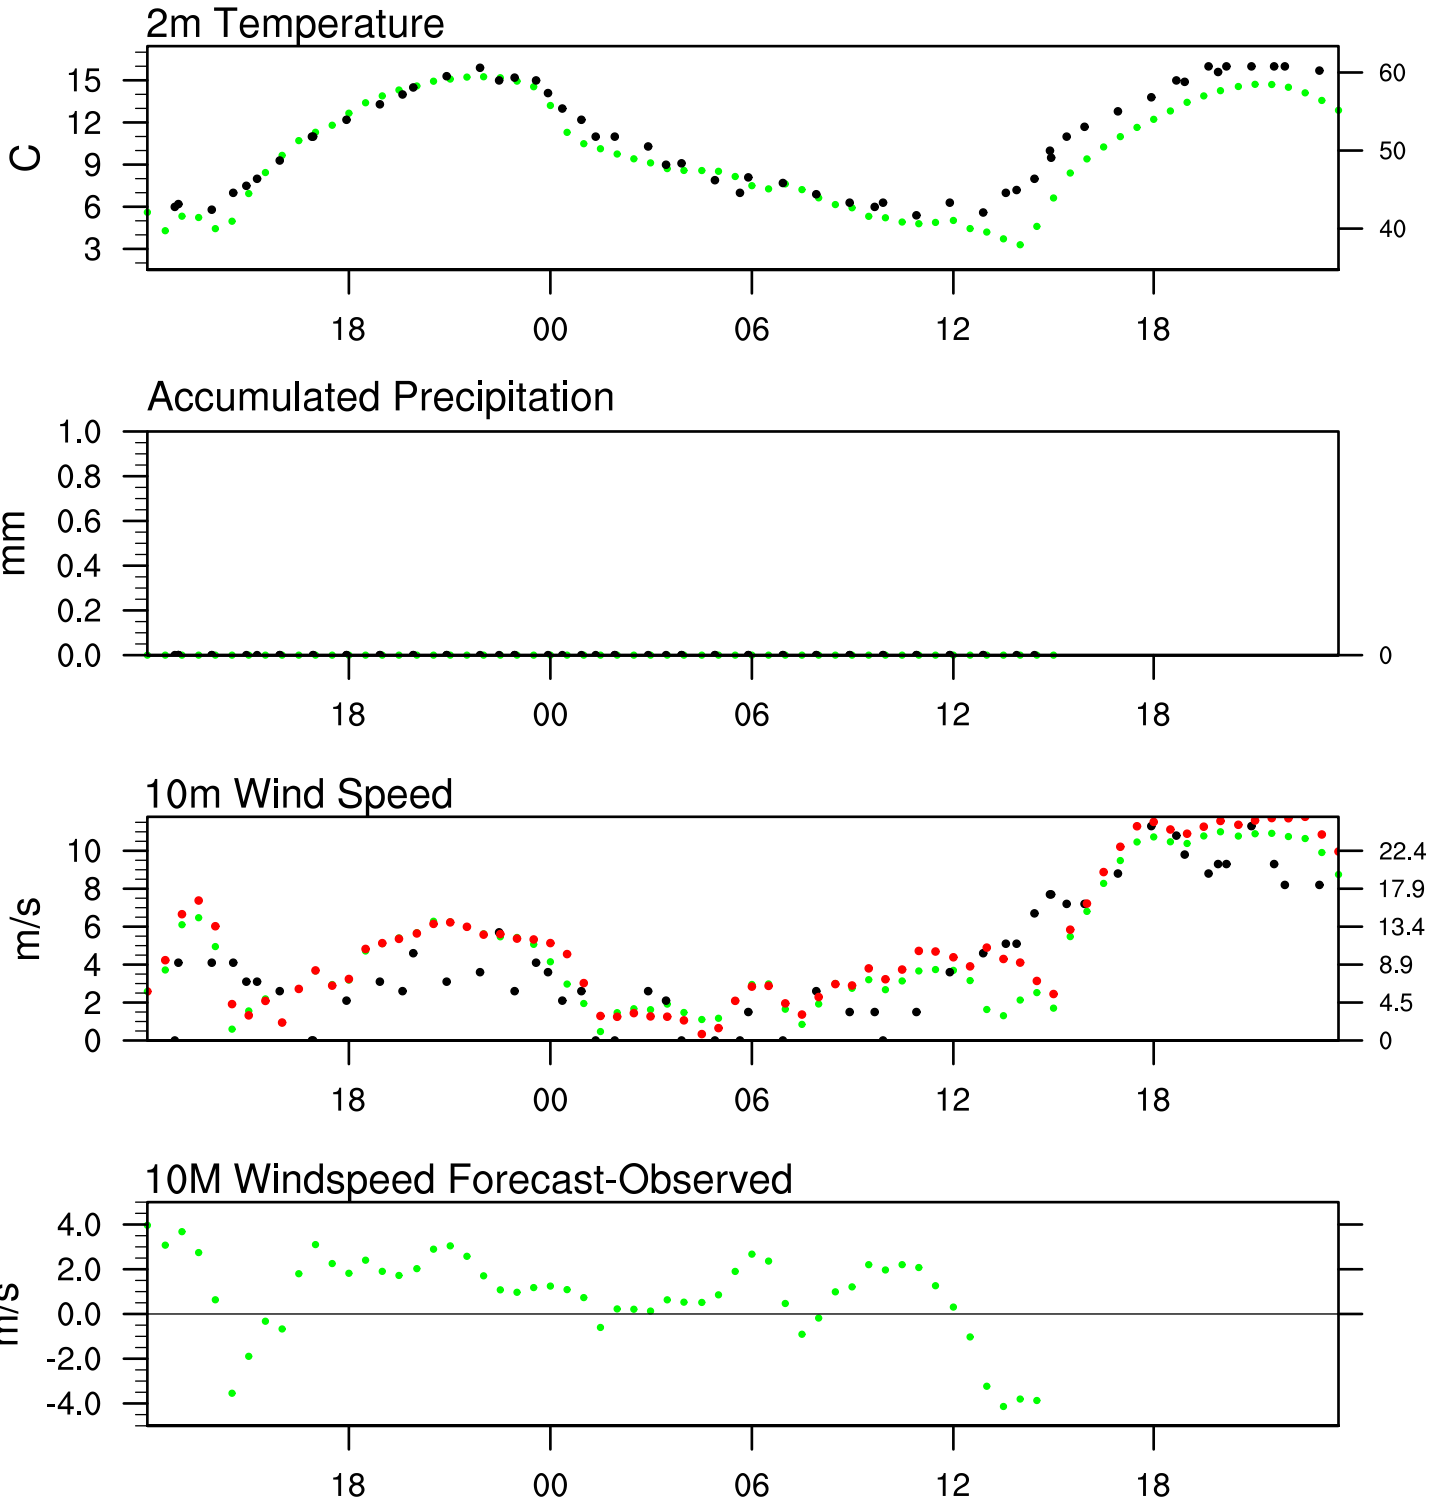 2m Temperature
C
15
12
9
6
3
60
50
40
18 00 06 12 18
Accumulated Precipitation
mm
1.0
0.8
0.6
0.4
0.2
0.0
0
18 00 06 12 18
10m Wind Speed
m/s
10
8
6
4
2
0
22.4
17.9
13.4
8.9
4.5
0
18 00 06 12 18
10M Windspeed Forecast-Observed
m/s
4.0
2.0
0.0
-2.0
-4.0
18 00 06 12 18